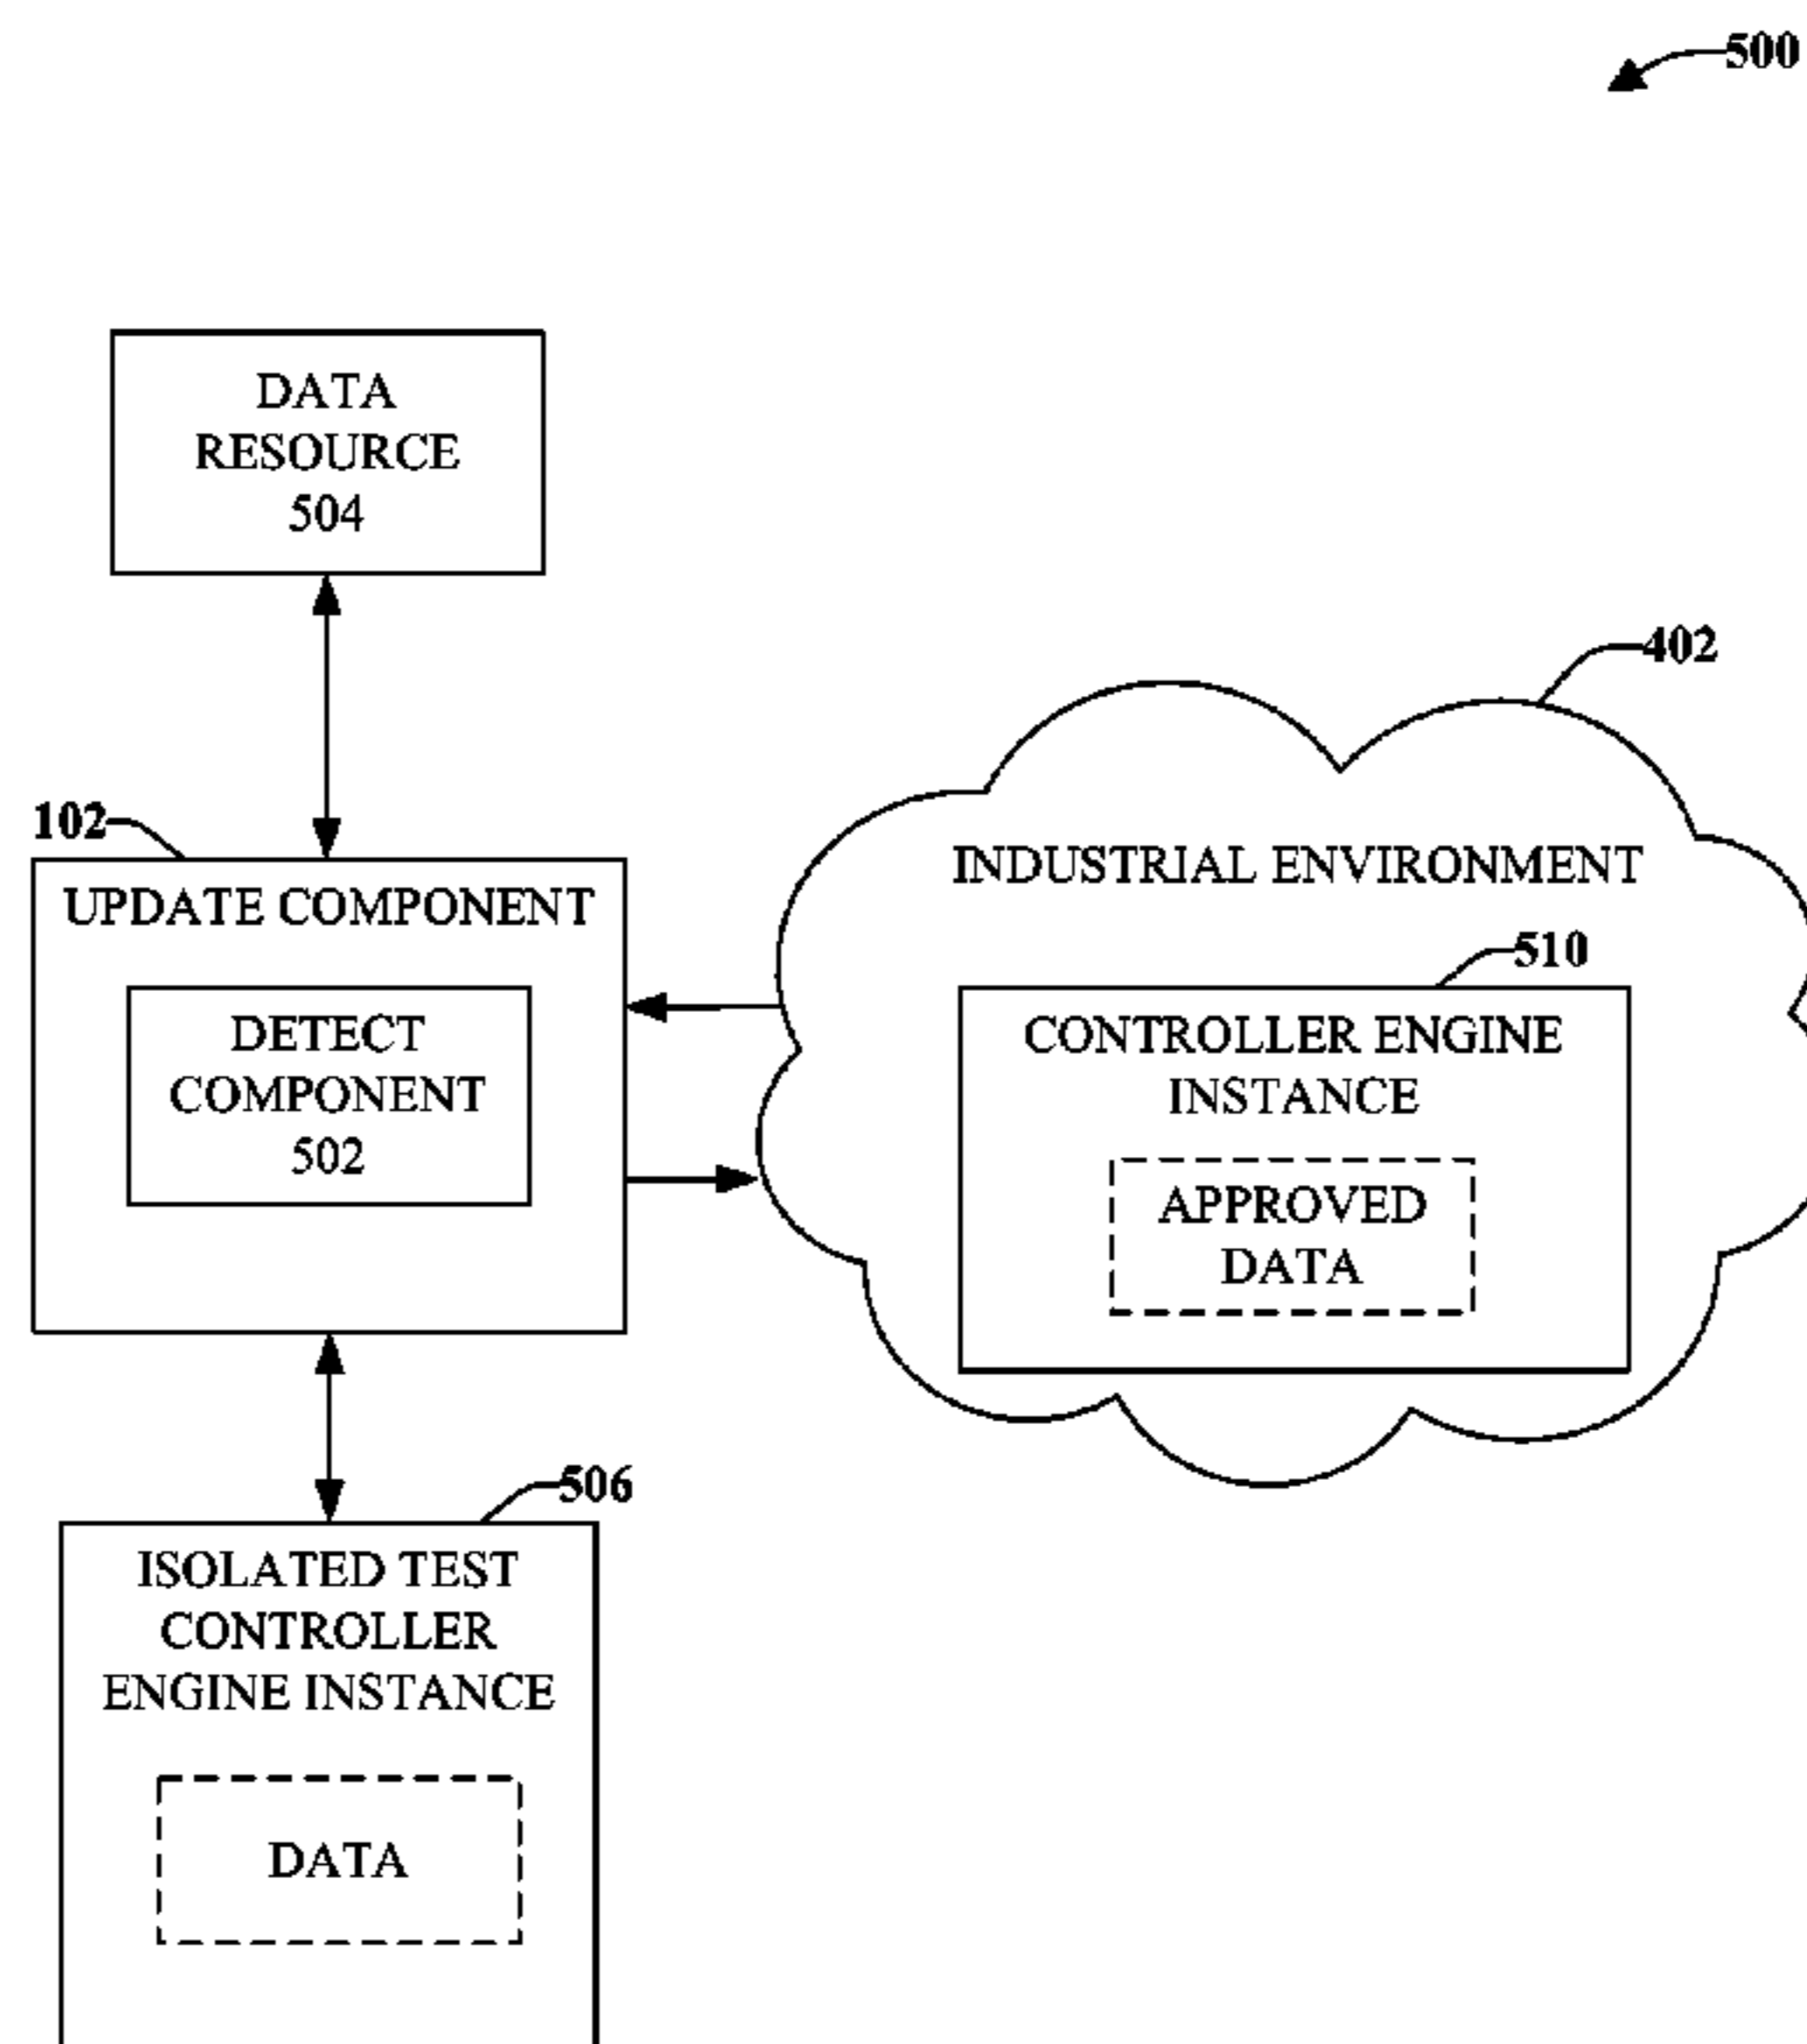 500
DATA
RESOURCE
504
402
102
UPDATE COMPONENT
DETECT
COMPONENT
502
INDUSTRIAL ENVIRONMENT
510
CONTROLLER ENGINE
INSTANCE
APPROVED
DATA
506
ISOLATED TEST
CONTROLLER
ENGINE INSTANCE
DATA